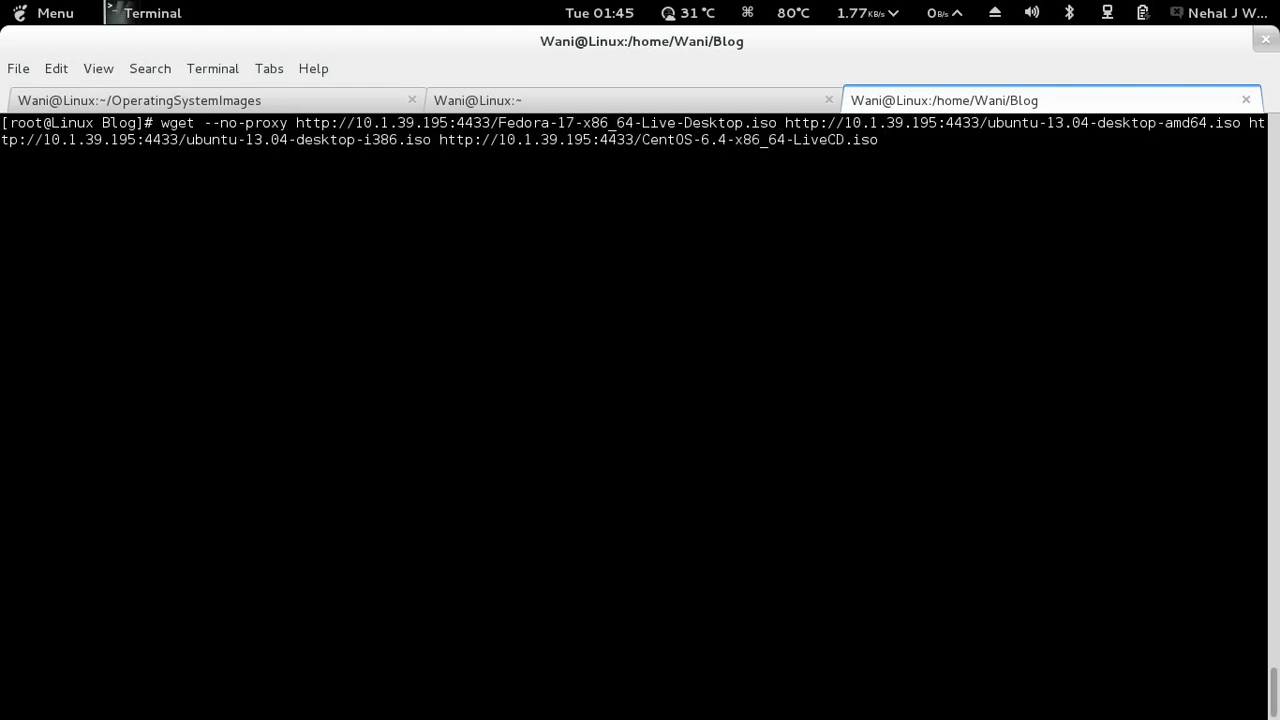 Menu Terminal Tue 01:45 31 °C ⌘ 80°C 1.77KB/s 0B/s Nehal J W...
Wani@Linux:/home/Wani/Blog
File Edit View Search Terminal Tabs Help
Wani@Linux:~/OperatingSystemImages Wani@Linux:~ Wani@Linux:/home/Wani/Blog
[root@Linux Blog]# wget --no-proxy http://10.1.39.195:4433/Fedora-17-x86_64-Live-Desktop.iso http://10.1.39.195:4433/ubuntu-13.04-desktop-amd64.iso ht
tp://10.1.39.195:4433/ubuntu-13.04-desktop-i386.iso http://10.1.39.195:4433/CentOS-6.4-x86_64-LiveCD.iso